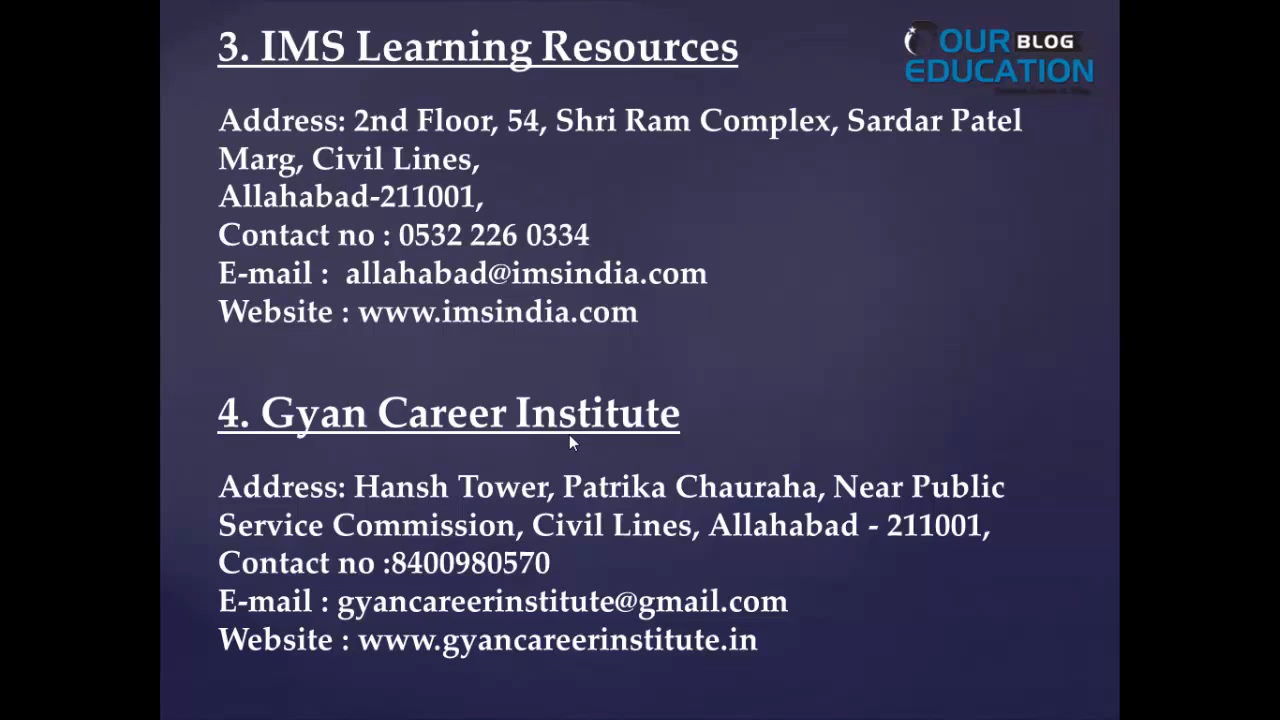 3. IMS Learning Resources
OUR BLOG
EDUCATION
Address: 2nd Floor, 54, Shri Ram Complex, Sardar Patel
Marg, Civil Lines,
Allahabad-211001,
Contact no : 0532 226 0334
E-mail :  allahabad@imsindia.com
Website : www.imsindia.com
4. Gyan Career Institute
Address: Hansh Tower, Patrika Chauraha, Near Public
Service Commission, Civil Lines, Allahabad - 211001,
Contact no :8400980570
E-mail : gyancareerinstitute@gmail.com
Website : www.gyancareerinstitute.in